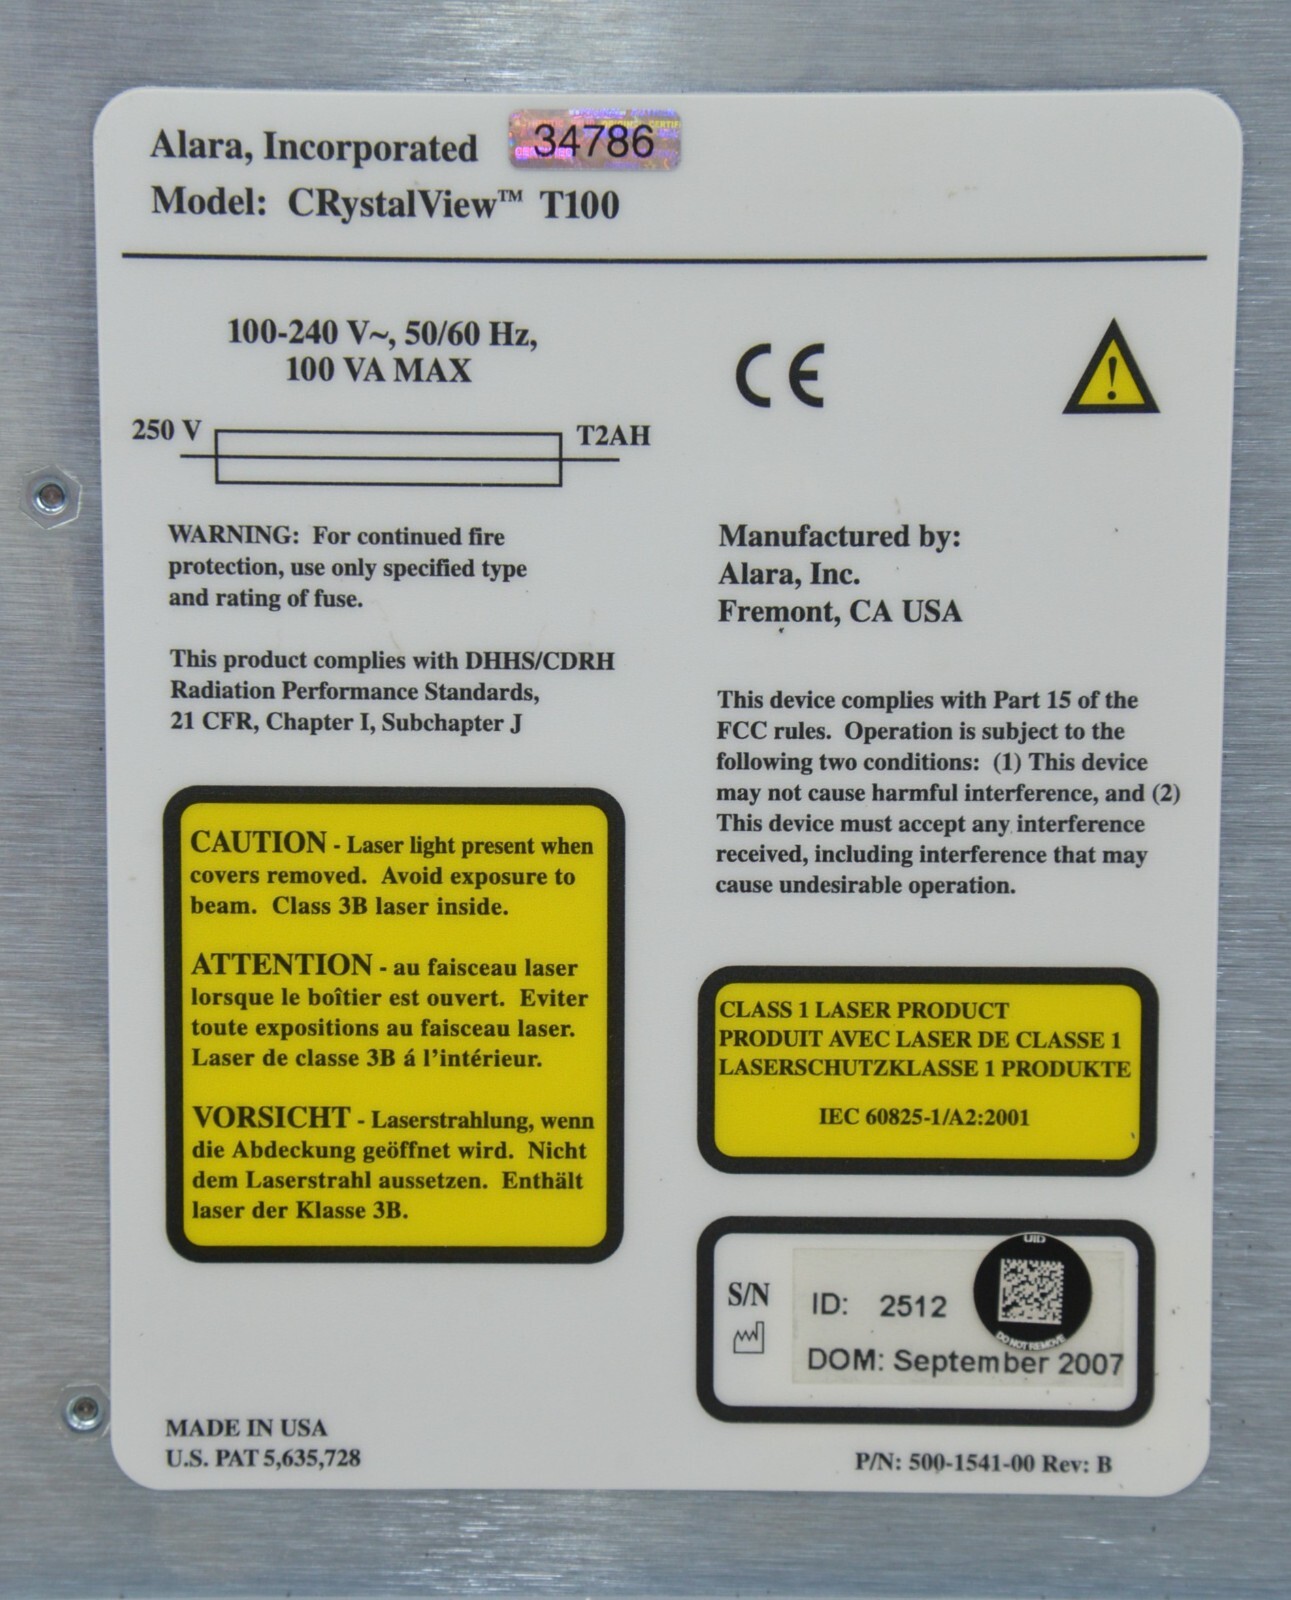 Alara, Incorporated
34786
Model: CRystalView™ T100
100-240 V~, 50/60 Hz,
100 VA MAX
250 V
T2AH
CE
!
WARNING: For continued fire
protection, use only specified type
and rating of fuse.
This product complies with DHHS/CDRH
Radiation Performance Standards,
21 CFR, Chapter I, Subchapter J
CAUTION - Laser light present when
covers removed. Avoid exposure to
beam. Class 3B laser inside.
ATTENTION - au faisceau laser
lorsque le boîtier est ouvert. Eviter
toute expositions au faisceau laser.
Laser de classe 3B á l'intérieur.
VORSICHT - Laserstrahlung, wenn
die Abdeckung geöffnet wird. Nicht
dem Laserstrahl aussetzen. Enthält
laser der Klasse 3B.
MADE IN USA
U.S. PAT 5,635,728
Manufactured by:
Alara, Inc.
Fremont, CA USA
This device complies with Part 15 of the
FCC rules. Operation is subject to the
following two conditions: (1) This device
may not cause harmful interference, and (2)
This device must accept any interference
received, including interference that may
cause undesirable operation.
CLASS 1 LASER PRODUCT
PRODUIT AVEC LASER DE CLASSE 1
LASERSCHUTZKLASSE 1 PRODUKTE
IEC 60825-1/A2:2001
S/N
ID: 2512
UID
DO NOT REMOVE
DOM: September 2007
P/N: 500-1541-00 Rev: B